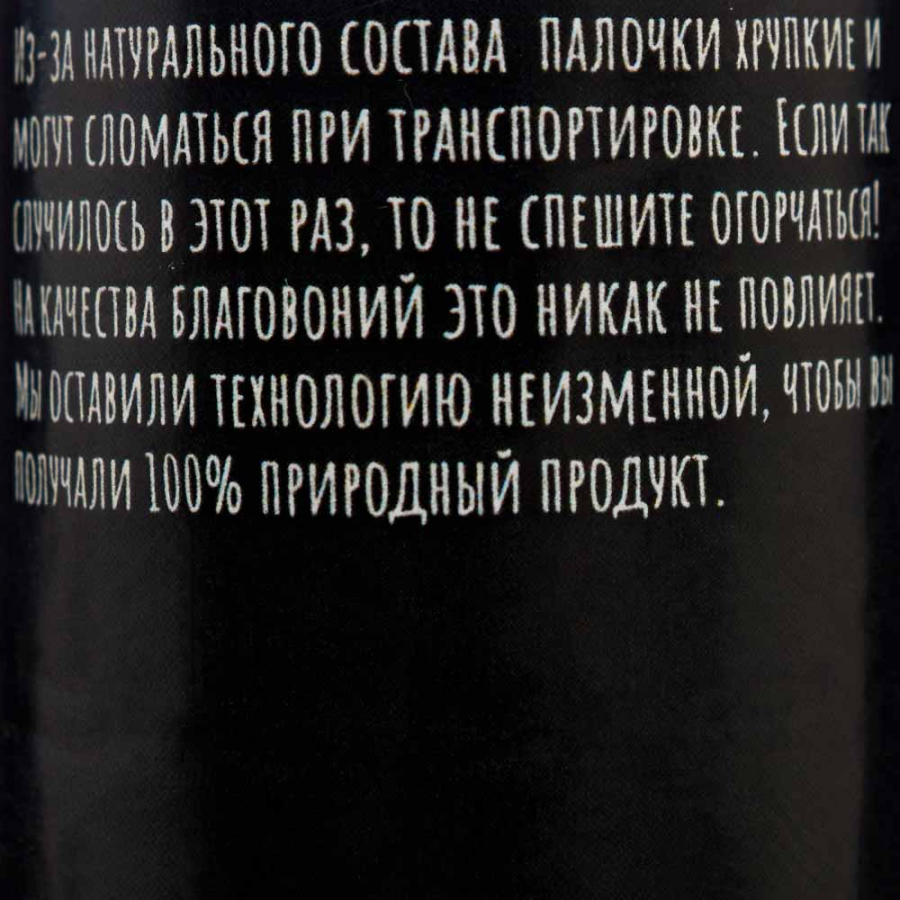 Из-за натурального состава палочки хрупкие и
могут сломаться при транспортировке. Если так
случилось в этот раз, то не спешите огорчаться!
На качества благовоний это никак не повлияет.
Мы оставили технологию неизменной, чтобы вы
получали 100% природный продукт.